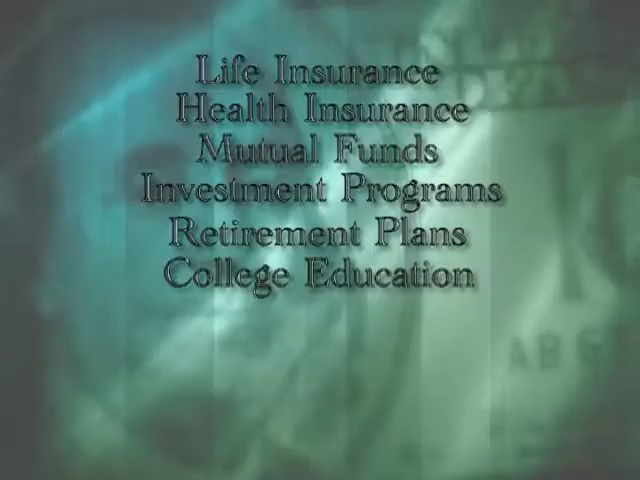 Life Insurance
Health Insurance
Mutual Funds
Investment Programs
Retirement Plans
College Education